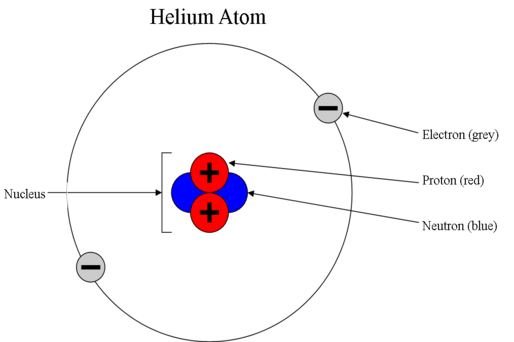 Helium Atom
Electron (grey)
Proton (red)
Nucleus
Neutron (blue)